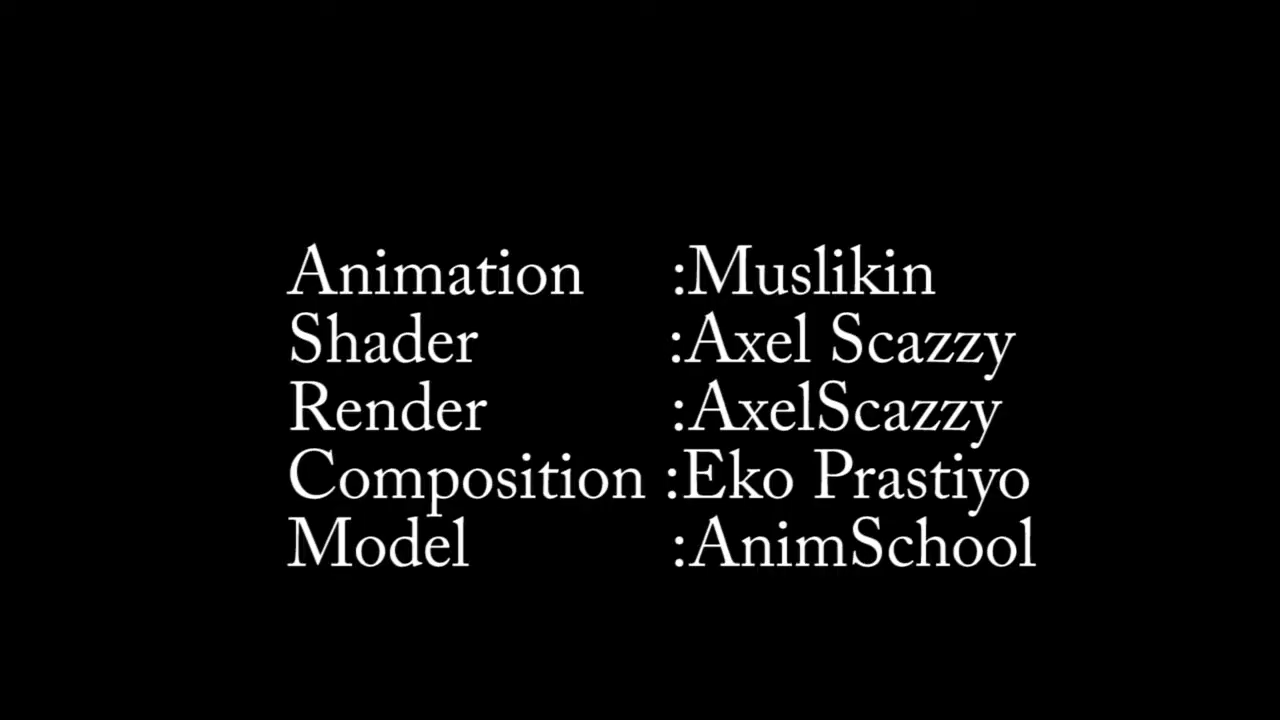 Animation :Muslikin
Shader :Axel Scazzy
Render :AxelScazzy
Composition :Eko Prastiyo
Model :AnimSchool